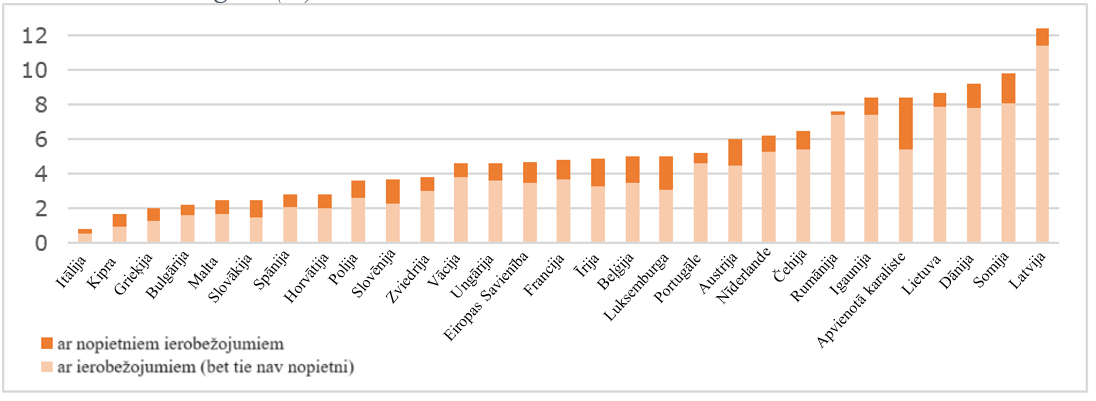 12
10
8
6
4
2
0
Itālija
Kipra
Grieķija
Bulgārija
Malta
Slovākija
Spānija
Horvātija
Polija
Slovēnija
Zviedrija
Vācija
Ungārija
Eiropas Savienība
Francija
Īrija
Beļģija
Luksemburga
Portugāle
Austrija
Nīderlande
Čehija
Rumānija
Igaunija
Apvienotā karaliste
Lietuva
Dānija
Somija
Latvija
ar nopietniem ierobežojumiem
ar ierobežojumiem (bet tie nav nopietni)